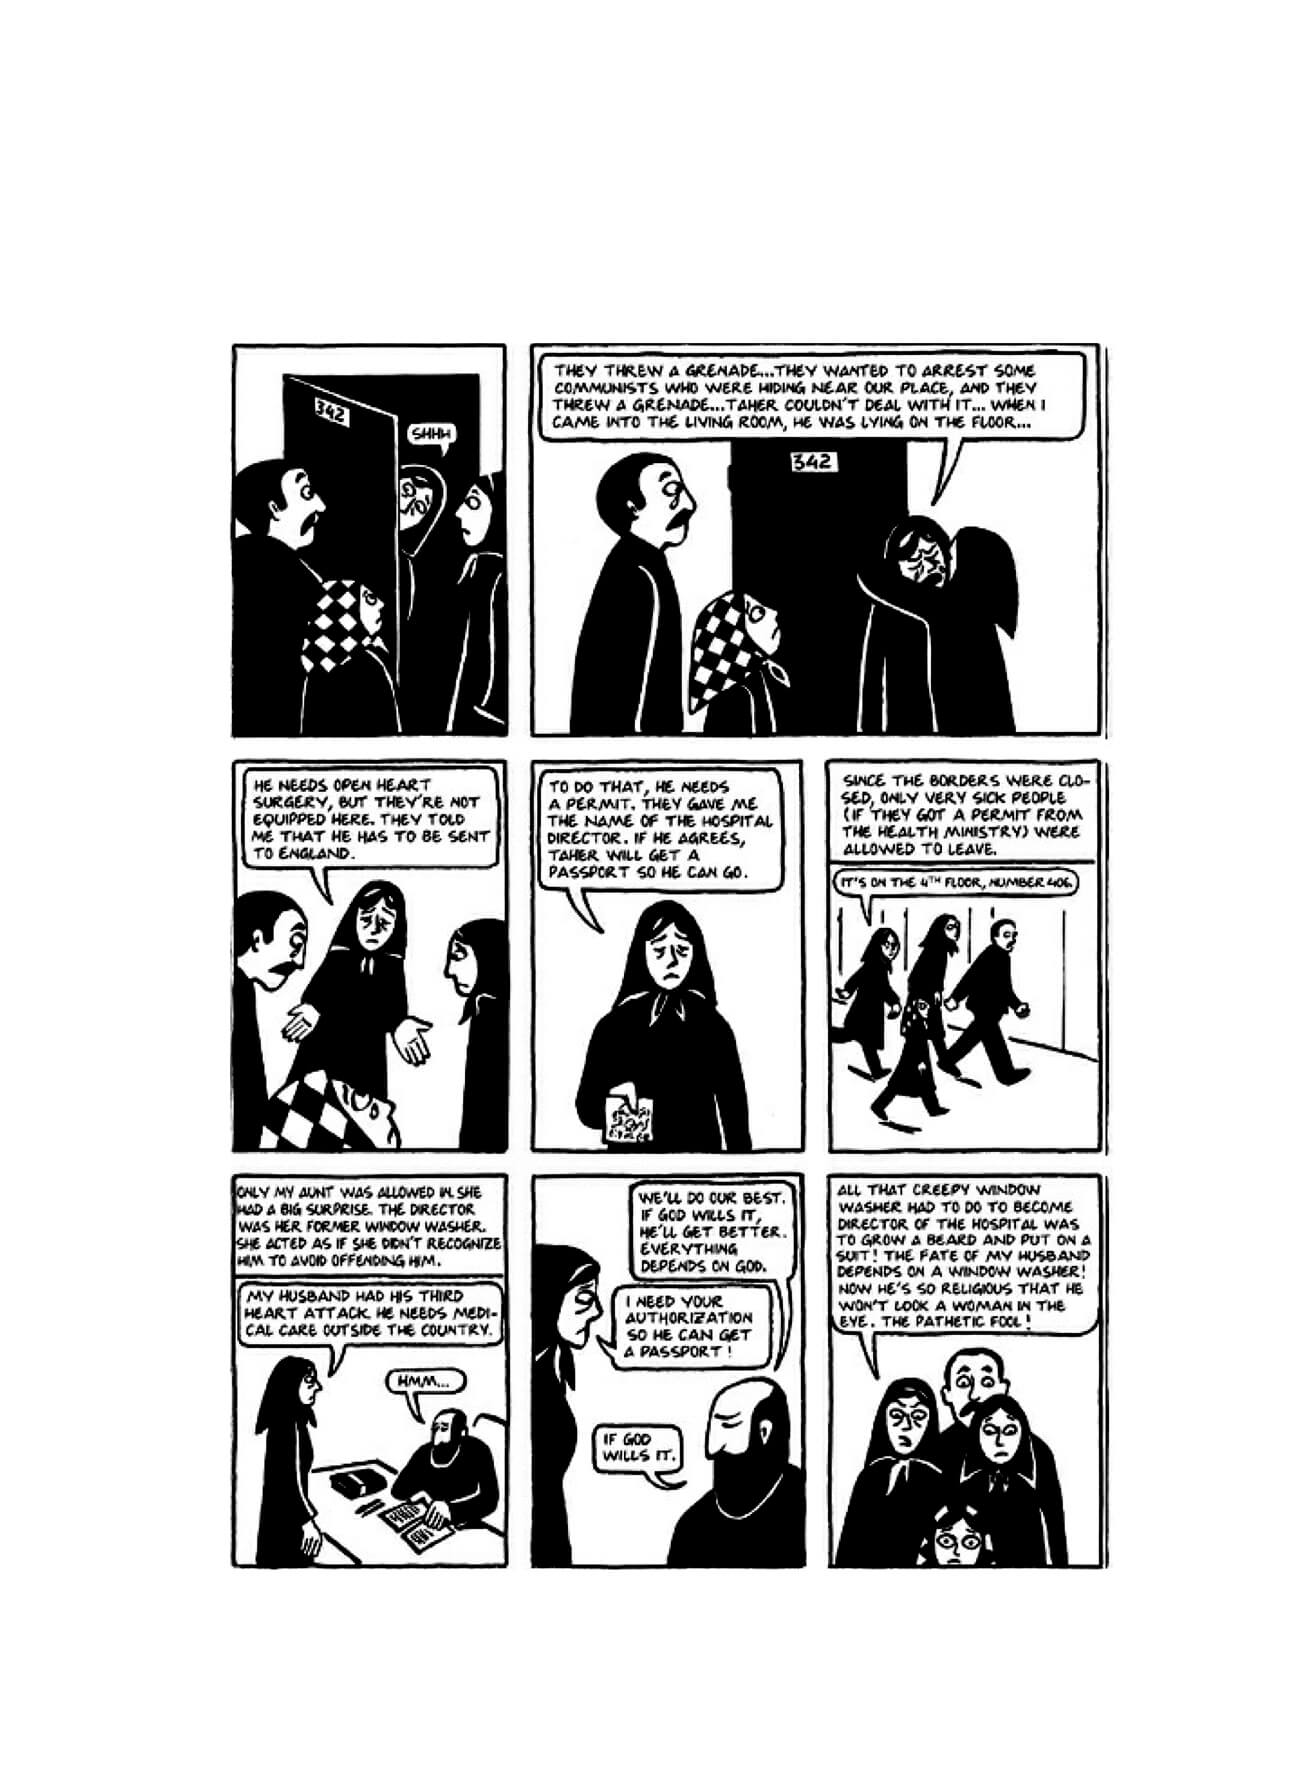 342
SHHH
THEY THREW A GRENADE...THEY WANTED TO ARREST SOME
COMMUNISTS WHO WERE HIDING NEAR OUR PLACE, AND THEY
THREW A GRENADE...TAHER COULDN'T DEAL WITH IT... WHEN I
CAME INTO THE LIVING ROOM, HE WAS LYING ON THE FLOOR...
342
HE NEEDS OPEN HEART
SURGERY, BUT THEY'RE NOT
EQUIPPED HERE. THEY TOLD
ME THAT HE HAS TO BE SENT
TO ENGLAND.
TO DO THAT, HE NEEDS
A PERMIT. THEY GAVE ME
THE NAME OF THE HOSPITAL
DIRECTOR. IF HE AGREES,
TAHER WILL GET A
PASSPORT SO HE CAN GO.
SINCE THE BORDERS WERE CLO-
SED, ONLY VERY SICK PEOPLE
(IF THEY GOT A PERMIT FROM
THE HEALTH MINISTRY) WERE
ALLOWED TO LEAVE.
IT'S ON THE 4TH FLOOR, NUMBER 406.
ONLY MY AUNT WAS ALLOWED IN. SHE
HAD A BIG SURPRISE. THE DIRECTOR
WAS HER FORMER WINDOW WASHER.
SHE ACTED AS IF SHE DIDN'T RECOGNIZE
HIM TO AVOID OFFENDING HIM.
MY HUSBAND HAD HIS THIRD
HEART ATTACK. HE NEEDS MEDI-
CAL CARE OUTSIDE THE COUNTRY.
HMM...
WE'LL DO OUR BEST.
IF GOD WILLS IT,
HE'LL GET BETTER.
EVERYTHING
DEPENDS ON GOD.
I NEED YOUR
AUTHORIZATION
SO HE CAN GET
A PASSPORT!
IF GOD
WILLS IT.
ALL THAT CREEPY WINDOW
WASHER HAD TO DO TO BECOME
DIRECTOR OF THE HOSPITAL WAS
TO GROW A BEARD AND PUT ON A
SUIT! THE FATE OF MY HUSBAND
DEPENDS ON A WINDOW WASHER!
NOW HE'S SO RELIGIOUS THAT HE
WON'T LOOK A WOMAN IN THE
EYE. THE PATHETIC FOOL!